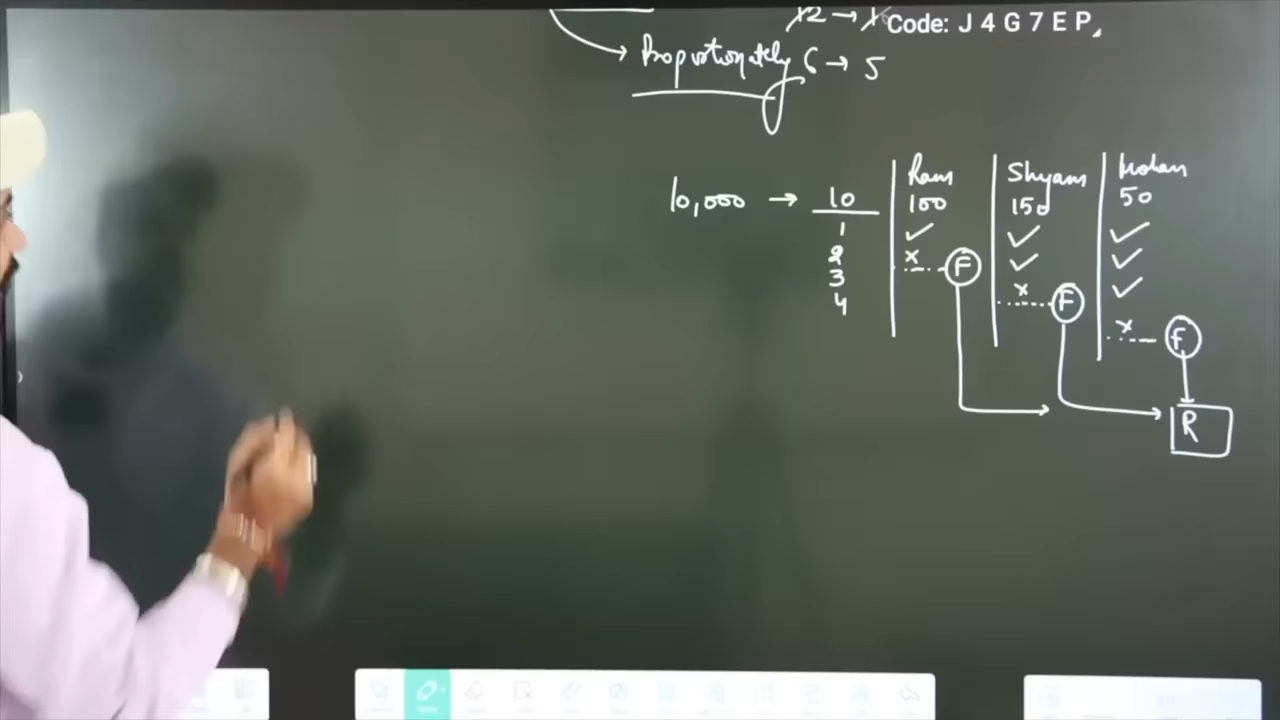 12 →
Code: J 4 G 7 E P
→ Proportionately 6 → 5
10,000 → 10
Ram Shyam Mohan
100 150 50
1 ✓ ✓ ✓
2 × F ✓ ✓
3 × F ✓
4 × F
R